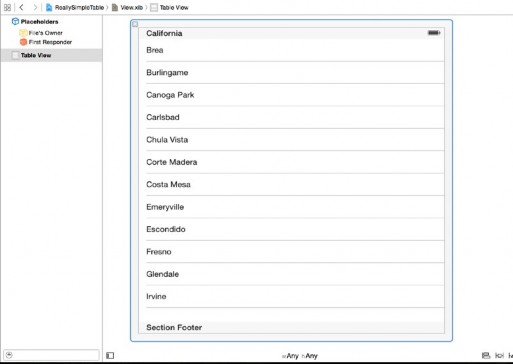 ReallySimpleTable View.xib Table View
Placeholders
File's Owner
First Responder
Table View
California
Brea
Burlingame
Canoga Park
Carlsbad
Chula Vista
Corte Madera
Costa Mesa
Emeryville
Escondido
Fresno
Glendale
Irvine
Section Footer
wAny hAny